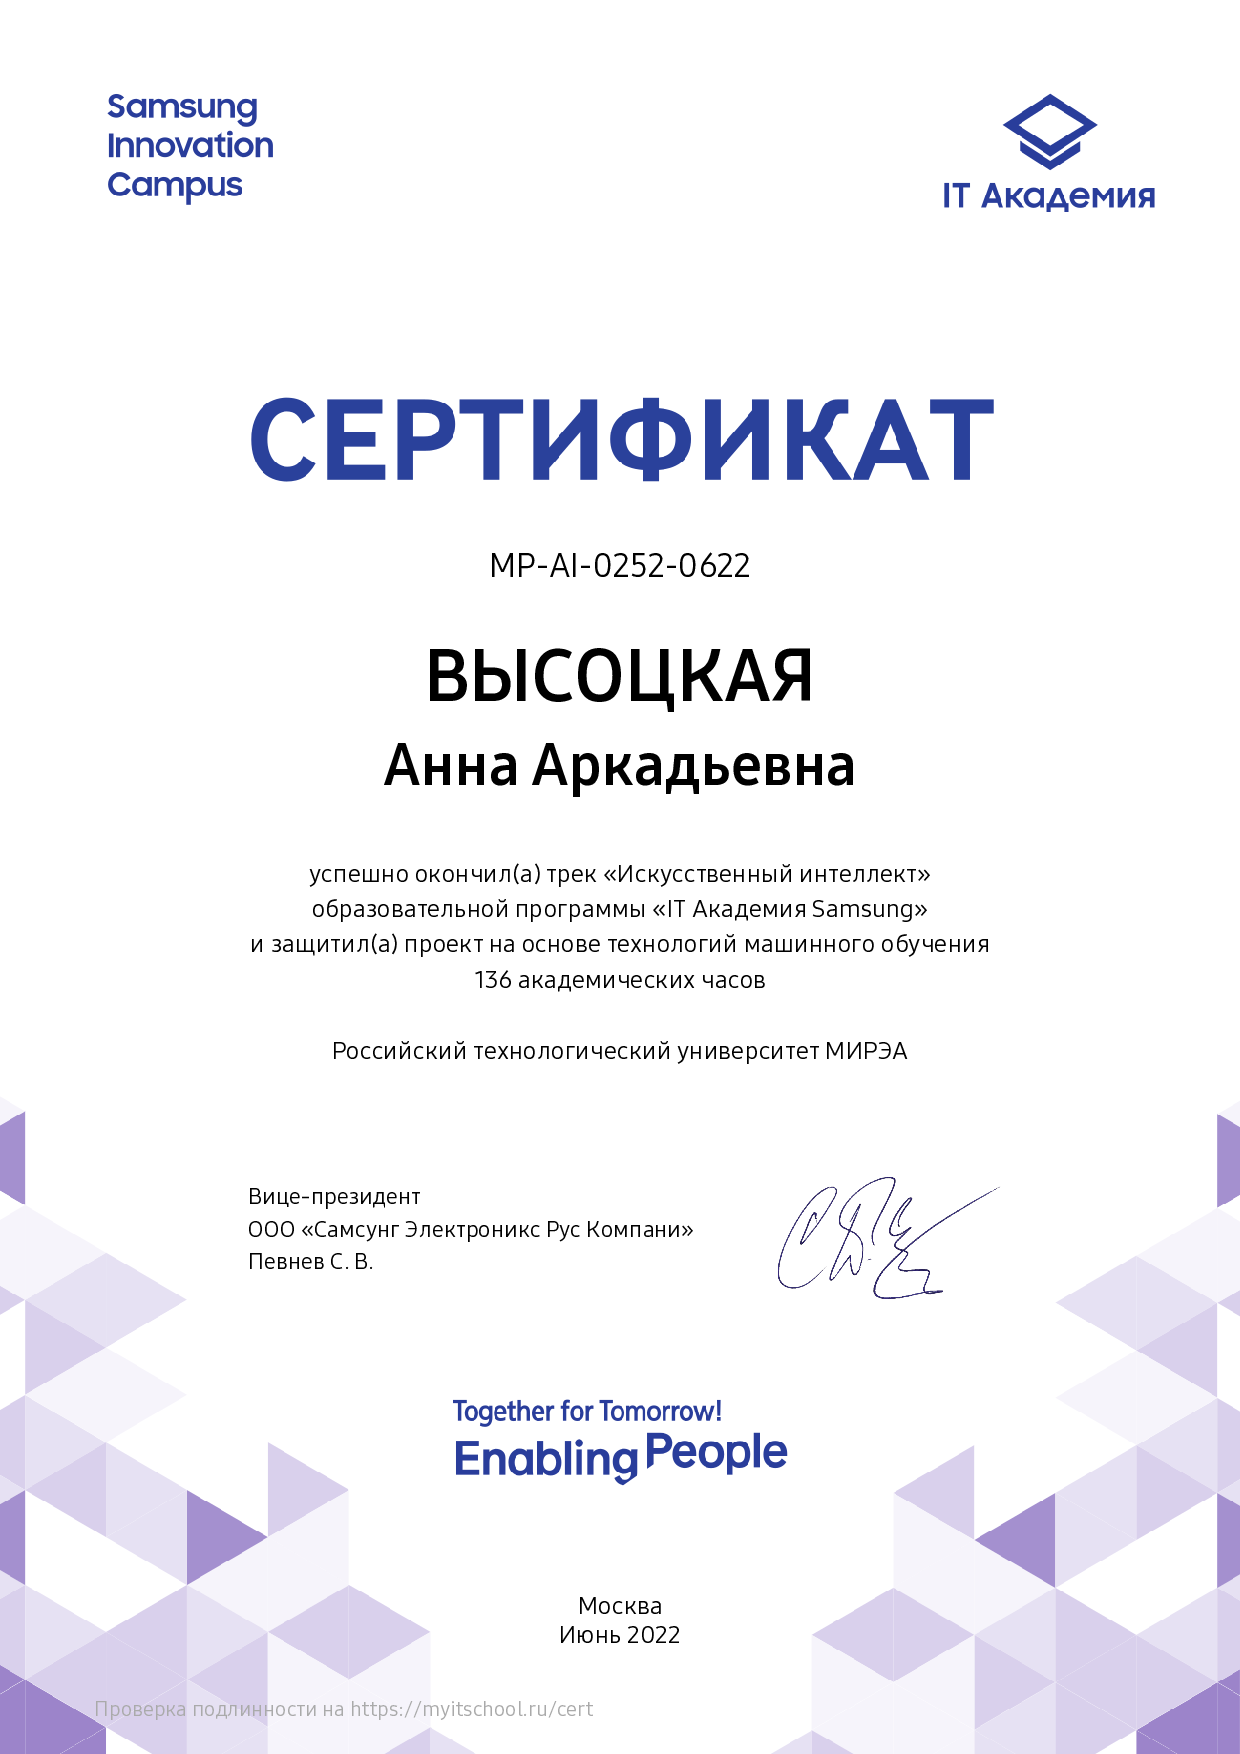 Samsung
Innovation
Campus
IT Академия
СЕРТИФИКАТ
MP-AI-0252-0622
ВЫСОЦКАЯ
Анна Аркадьевна
успешно окончил(а) трек «Искусственный интеллект»
образовательной программы «IT Академия Samsung»
и защитил(а) проект на основе технологий машинного обучения
136 академических часов
Российский технологический университет МИРЭА
Вице-президент
ООО «Самсунг Электроникс Рус Компани»
Певнев С. В.
Together for Tomorrow!
Enabling People
Москва
Июнь 2022
Проверка подлинности на https://myitschool.ru/cert